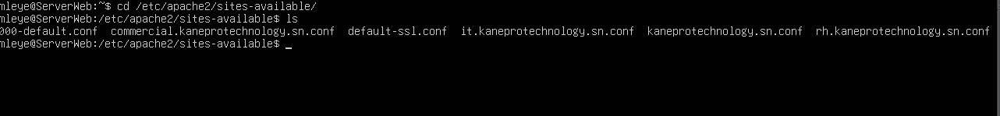 mleye@ServerWeb:~$ cd /etc/apache2/sites-available/
mleye@ServerWeb:/etc/apache2/sites-available$ ls
000-default.conf  commercial.kaneprotechnology.sn.conf  default-ssl.conf  it.kaneprotechnology.sn.conf  kaneprotechnology.sn.conf  rh.kaneprotechnology.sn.conf
mleye@ServerWeb:/etc/apache2/sites-available$ _